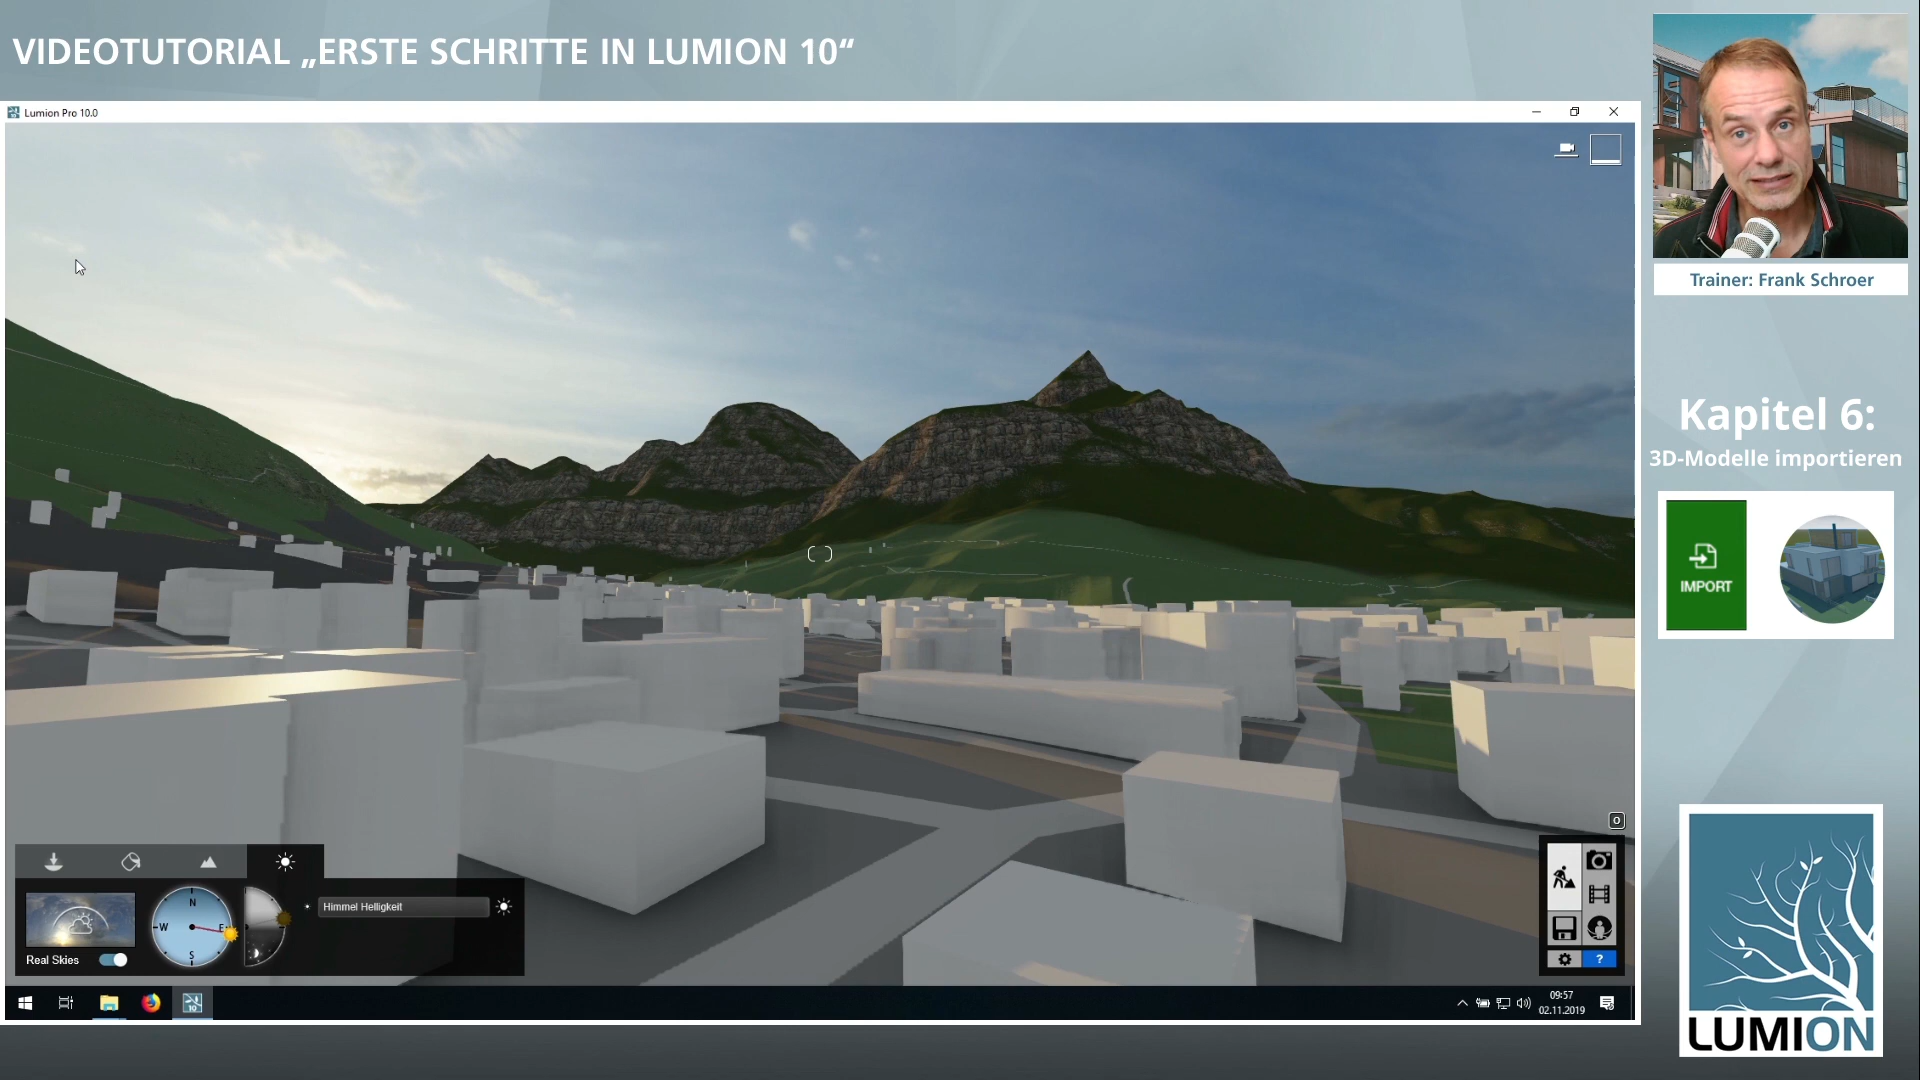 VIDEOTUTORIAL „ERSTE SCHRITTE IN LUMION 10“
Lumion Pro 10.0
Trainer: Frank Schroer
Kapitel 6:
3D-Modelle importieren
IMPORT
O
N
W
E
S
Himmel Helligkeit
Real Skies
?
10
09:57
02.11.2019
LUMION